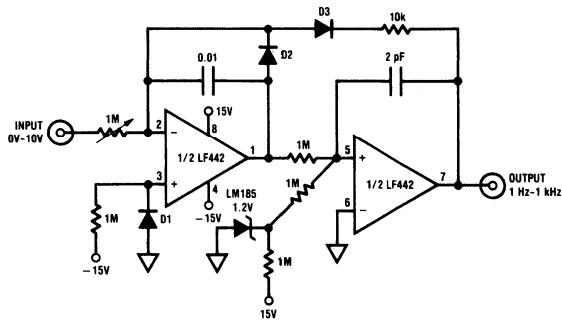 D3
10k
D2
0.01
2 pF
INPUT
0V–10V
1M
15V
2
–
8
1/2 LF442
1
1M
5
+
3
+
4
–15V
1M
1/2 LF442
7
OUTPUT
1 Hz–1 kHz
LM185
1.2V
6
–
1M
D1
–15V
1M
15V